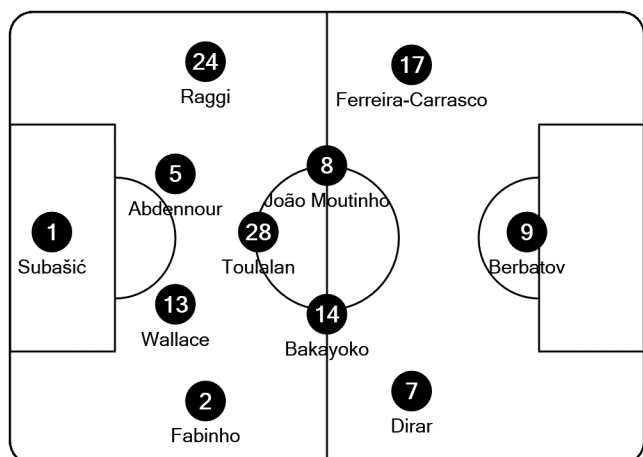 24
Raggi
17
Ferreira-Carrasco
5
Abdennour
8
João Moutinho
1
Subašić
28
Toulalan
9
Berbatov
13
Wallace
14
Bakayoko
2
Fabinho
7
Dirar